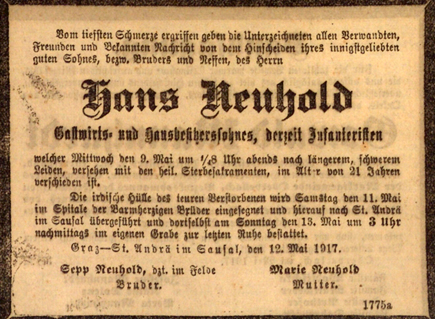 Vom tiefsten Schmerze ergriffen geben die Unterzeichneten allen Verwandten,
Freunden und Bekannten Nachricht von dem Hinscheiden ihres innigstgeliebten
guten Sohnes, bezw. Bruders und Neffen, des Herrn
Hans Neuhold
Gastwirts- und Hausbesitzerssohnes, derzeit Infanteristen
welcher Mittwoch den 9. Mai um Uhr abends nach längerem, schwerem
Leiden, versehen mit den heil. Sterbesakramenten, im Alt r von 21 Jahren
verschieden ist.
Die irdische Hülle des teuren Verstorbenen wird Samstag den 11. Mai
im Spitale der Barmherzigen Brüder eingesegnet und hierauf nach St. Andrä
im Sausal übergeführt und dortselbst am Sonntag den 13. Mai um 3 Uhr
nachmittags im eigenen Grabe zur letzten Ruhe bestattet.
Graz—St. Andrä im Sausal, den 12. Mai 1917.
Sepp Neuhold, dzt. im Felde
Bruder.
Marie Neuhold
Mutter.
1775a